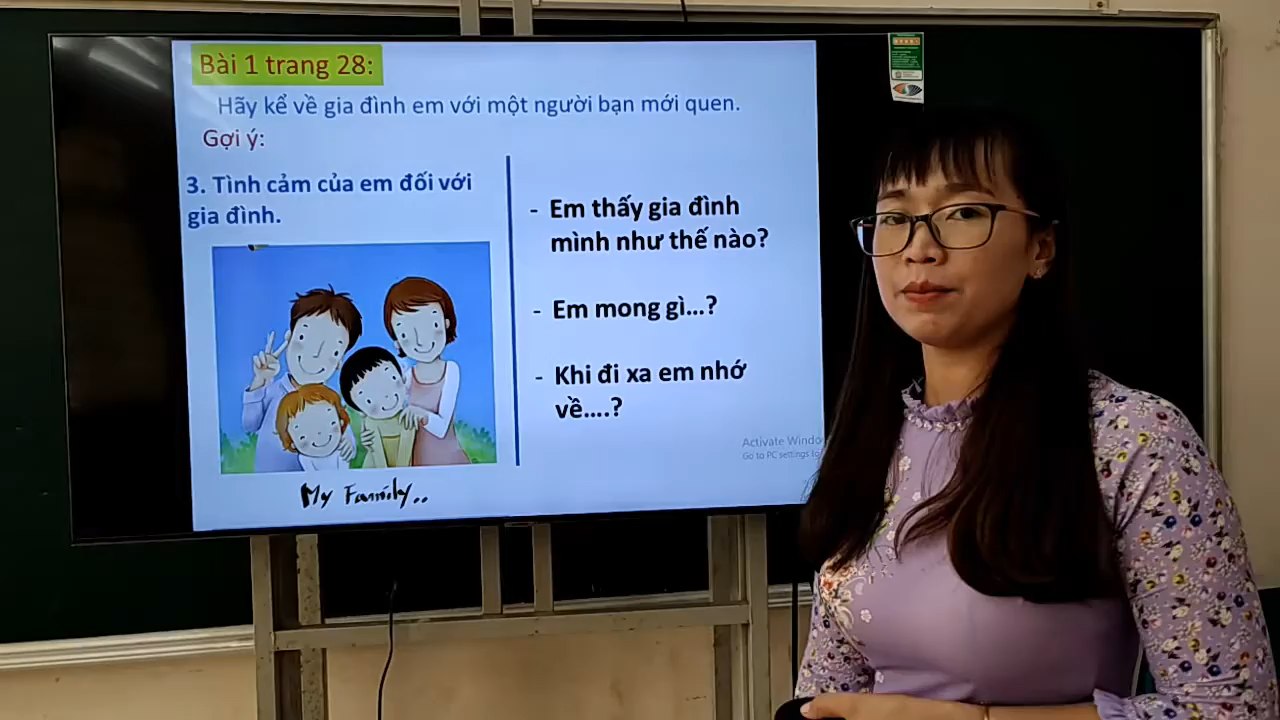 Bài 1 trang 28:
Hãy kể về gia đình em với một người bạn mới quen.
Gợi ý:
3. Tình cảm của em đối với
gia đình.
My Family..
- Em thấy gia đình
mình như thế nào?
- Em mong gì...?
- Khi đi xa em nhớ
về....?
Activate Windo
Go to PC settings to